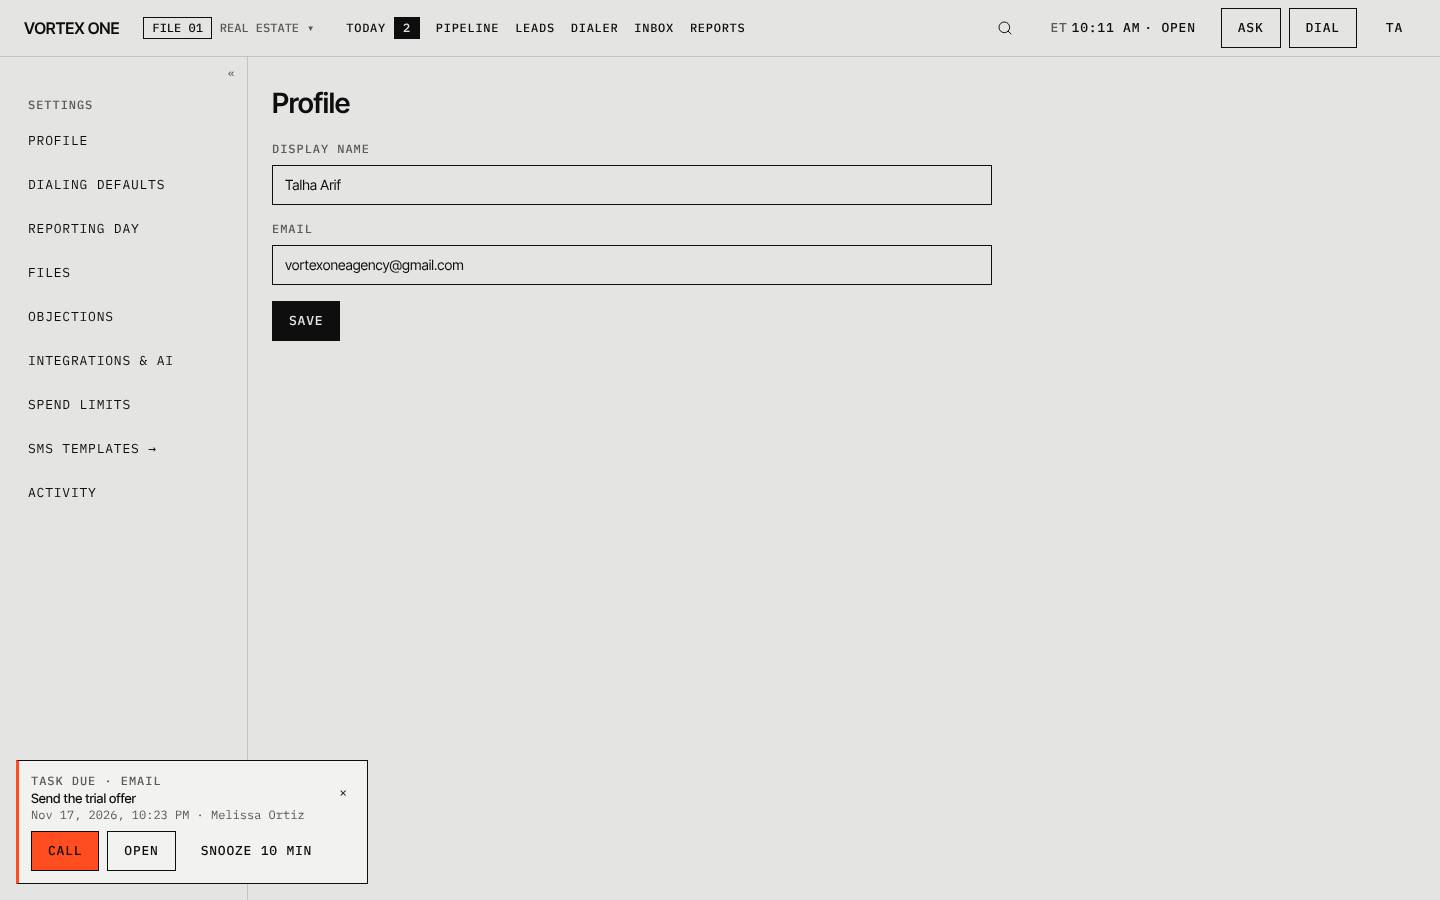 VORTEX ONE FILE 01 REAL ESTATE ▾ TODAY 2 PIPELINE LEADS DIALER INBOX REPORTS ET 10:11 AM · OPEN ASK DIAL TA
«
SETTINGS
PROFILE
DIALING DEFAULTS
REPORTING DAY
FILES
OBJECTIONS
INTEGRATIONS & AI
SPEND LIMITS
SMS TEMPLATES →
ACTIVITY
Profile
DISPLAY NAME
Talha Arif
EMAIL
vortexoneagency@gmail.com
SAVE
TASK DUE · EMAIL
×
Send the trial offer
Nov 17, 2026, 10:23 PM · Melissa Ortiz
CALL OPEN SNOOZE 10 MIN